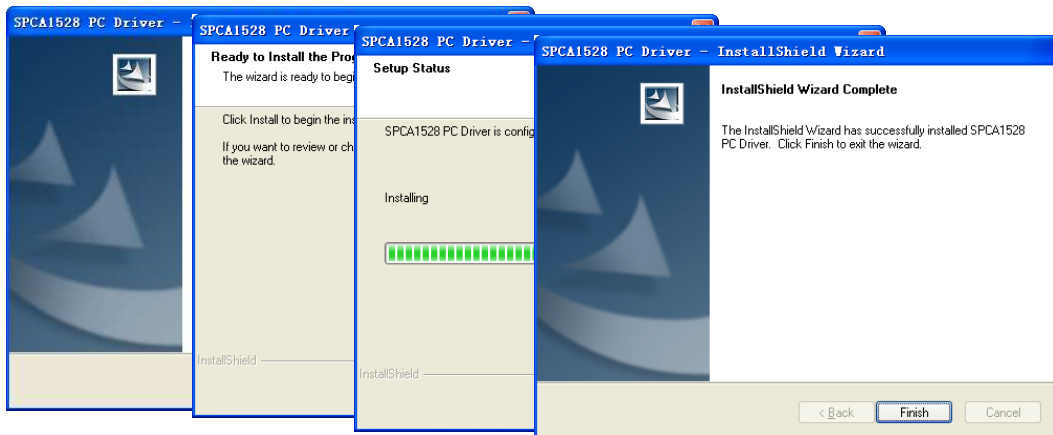 SPCA1528 PC Driver -
SPCA1528 PC Driver
Ready to Install the Prog
The wizard is ready to begi
Click Install to begin the ins
If you want to review or ch
the wizard.
InstallShield
SPCA1528 PC Driver -
Setup Status
SPCA1528 PC Driver is config
Installing
InstallShield
SPCA1528 PC Driver - InstallShield Wizard
InstallShield Wizard Complete
The InstallShield Wizard has successfully installed SPCA1528
PC Driver. Click Finish to exit the wizard.
< Back Finish Cancel